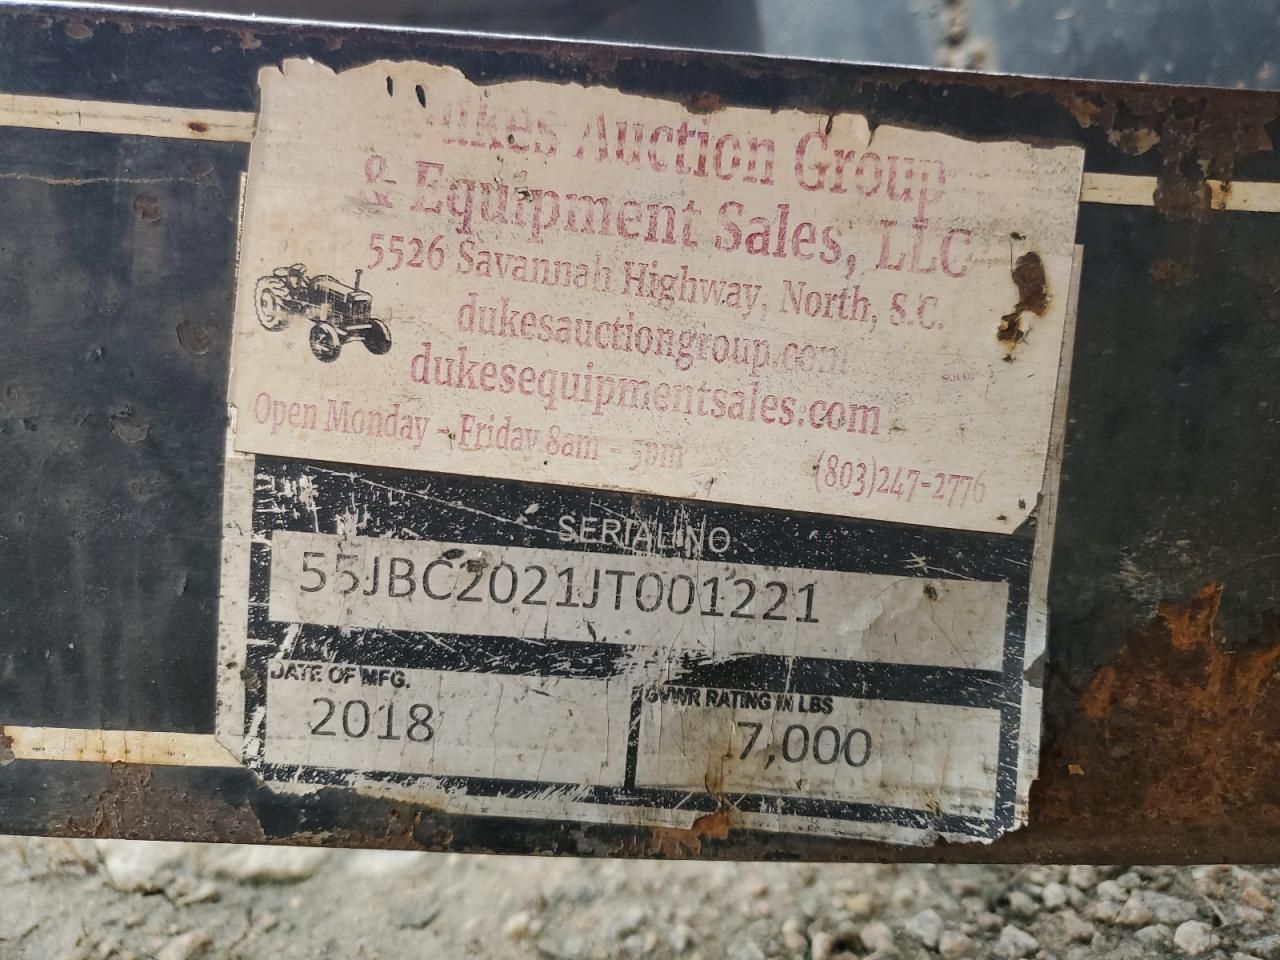 Dukes Auction Group
& Equipment Sales, LLC
5526 Savannah Highway, North, S.C.
dukesauctiongroup.com
dukesequipmentsales.com
Open Monday - Friday 8am - 5pm
(803)247-2776
SERIAL NO
55JBC2021JT001221
DATE OF MFG.
2018
GVWR RATING IN LBS
7,000